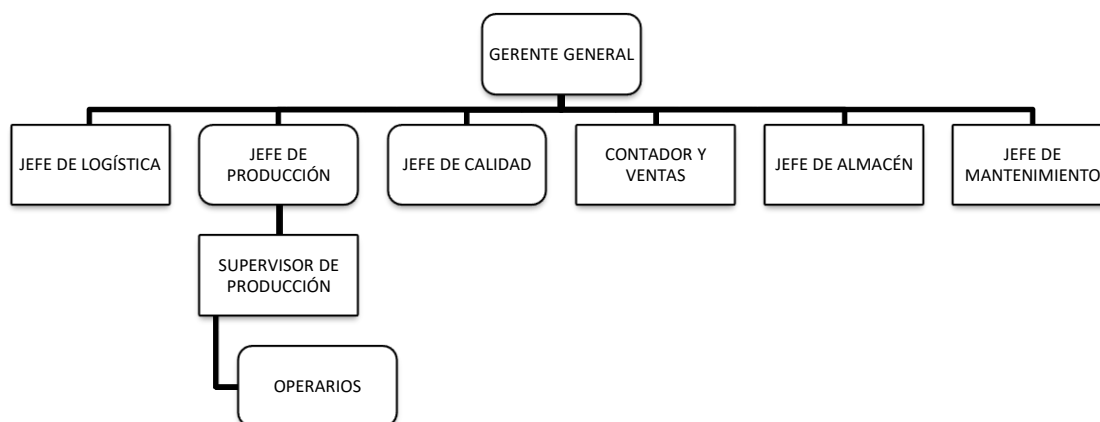 GERENTE GENERAL
JEFE DE LOGÍSTICA
JEFE DE
PRODUCCIÓN
JEFE DE CALIDAD
CONTADOR Y
VENTAS
JEFE DE ALMACÉN
JEFE DE
MANTENIMIENTO
SUPERVISOR DE
PRODUCCIÓN
OPERARIOS